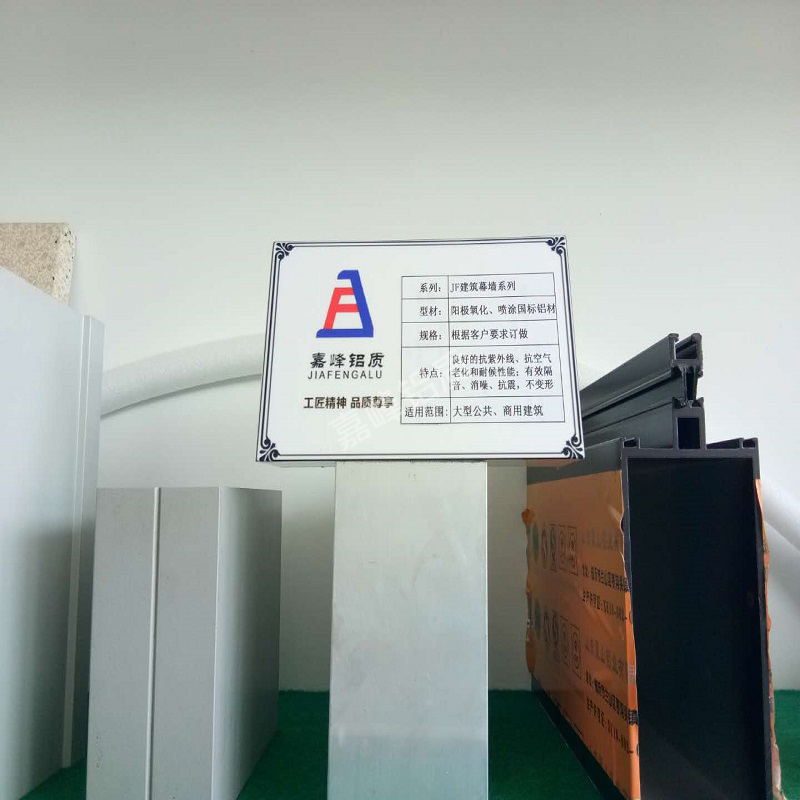 嘉峰铝质
JIAFENGALU
工匠精神 品质尊享
系列: JF建筑幕墙系列
型材: 阳极氧化、喷涂国标铝材
规格: 根据客户要求订做
待点: 良好的抗紫外线、抗空气
老化和耐候性能; 有效隔
音、消噪、抗震, 不变形
适用范围: 大型公共、商用建筑